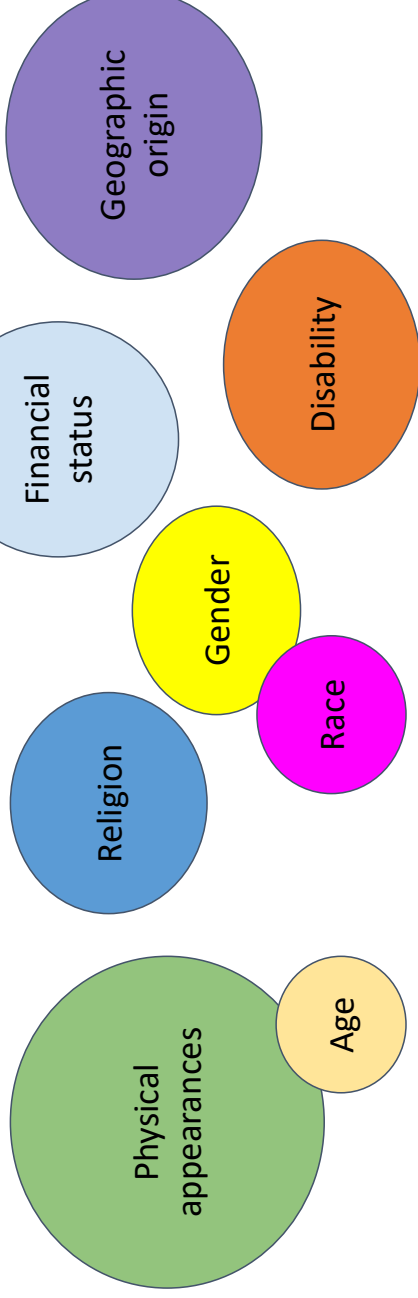 Physical
appearances
Religion
Financial
status
Geographic
origin
Age
Race
Gender
Disability